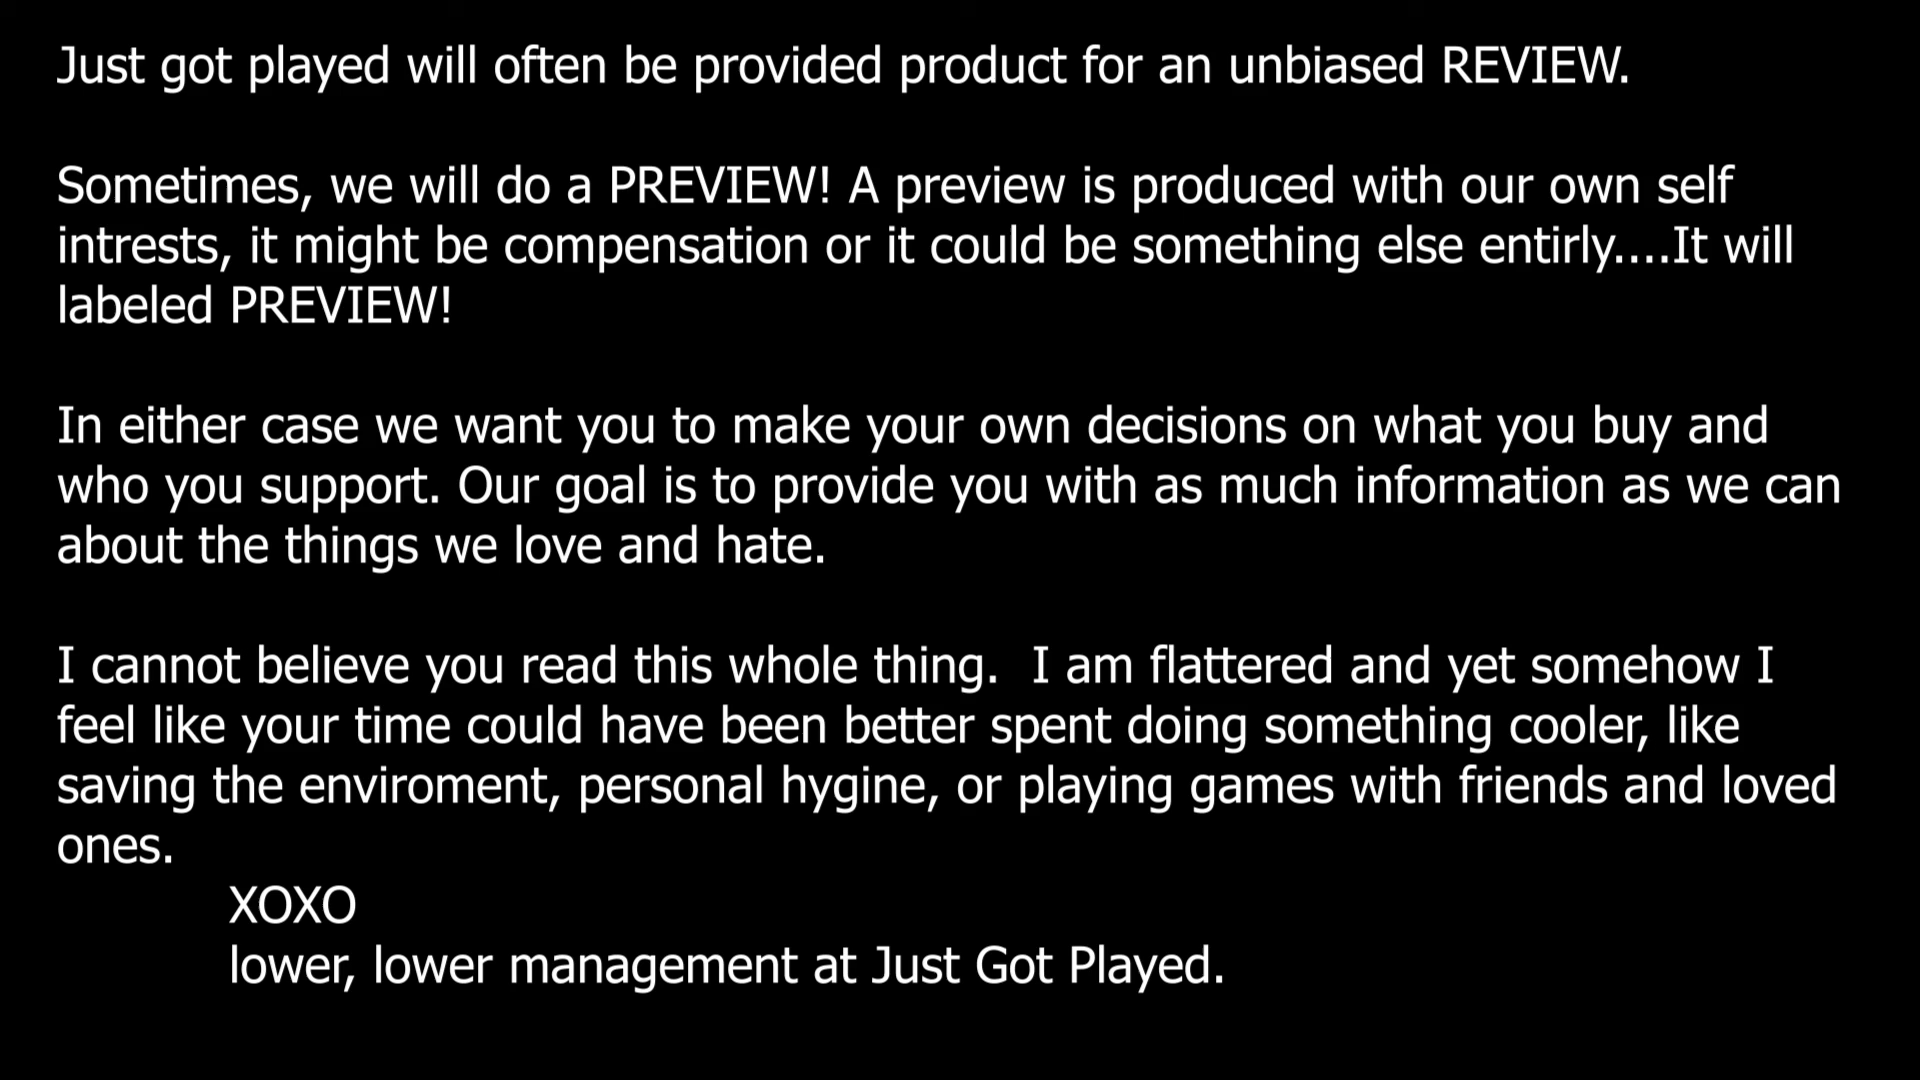 Just got played will often be provided product for an unbiased REVIEW.
Sometimes, we will do a PREVIEW! A preview is produced with our own self
intrests, it might be compensation or it could be something else entirly....It will
labeled PREVIEW!
In either case we want you to make your own decisions on what you buy and
who you support. Our goal is to provide you with as much information as we can
about the things we love and hate.
I cannot believe you read this whole thing.  I am flattered and yet somehow I
feel like your time could have been better spent doing something cooler, like
saving the enviroment, personal hygine, or playing games with friends and loved
ones.
XOXO
lower, lower management at Just Got Played.